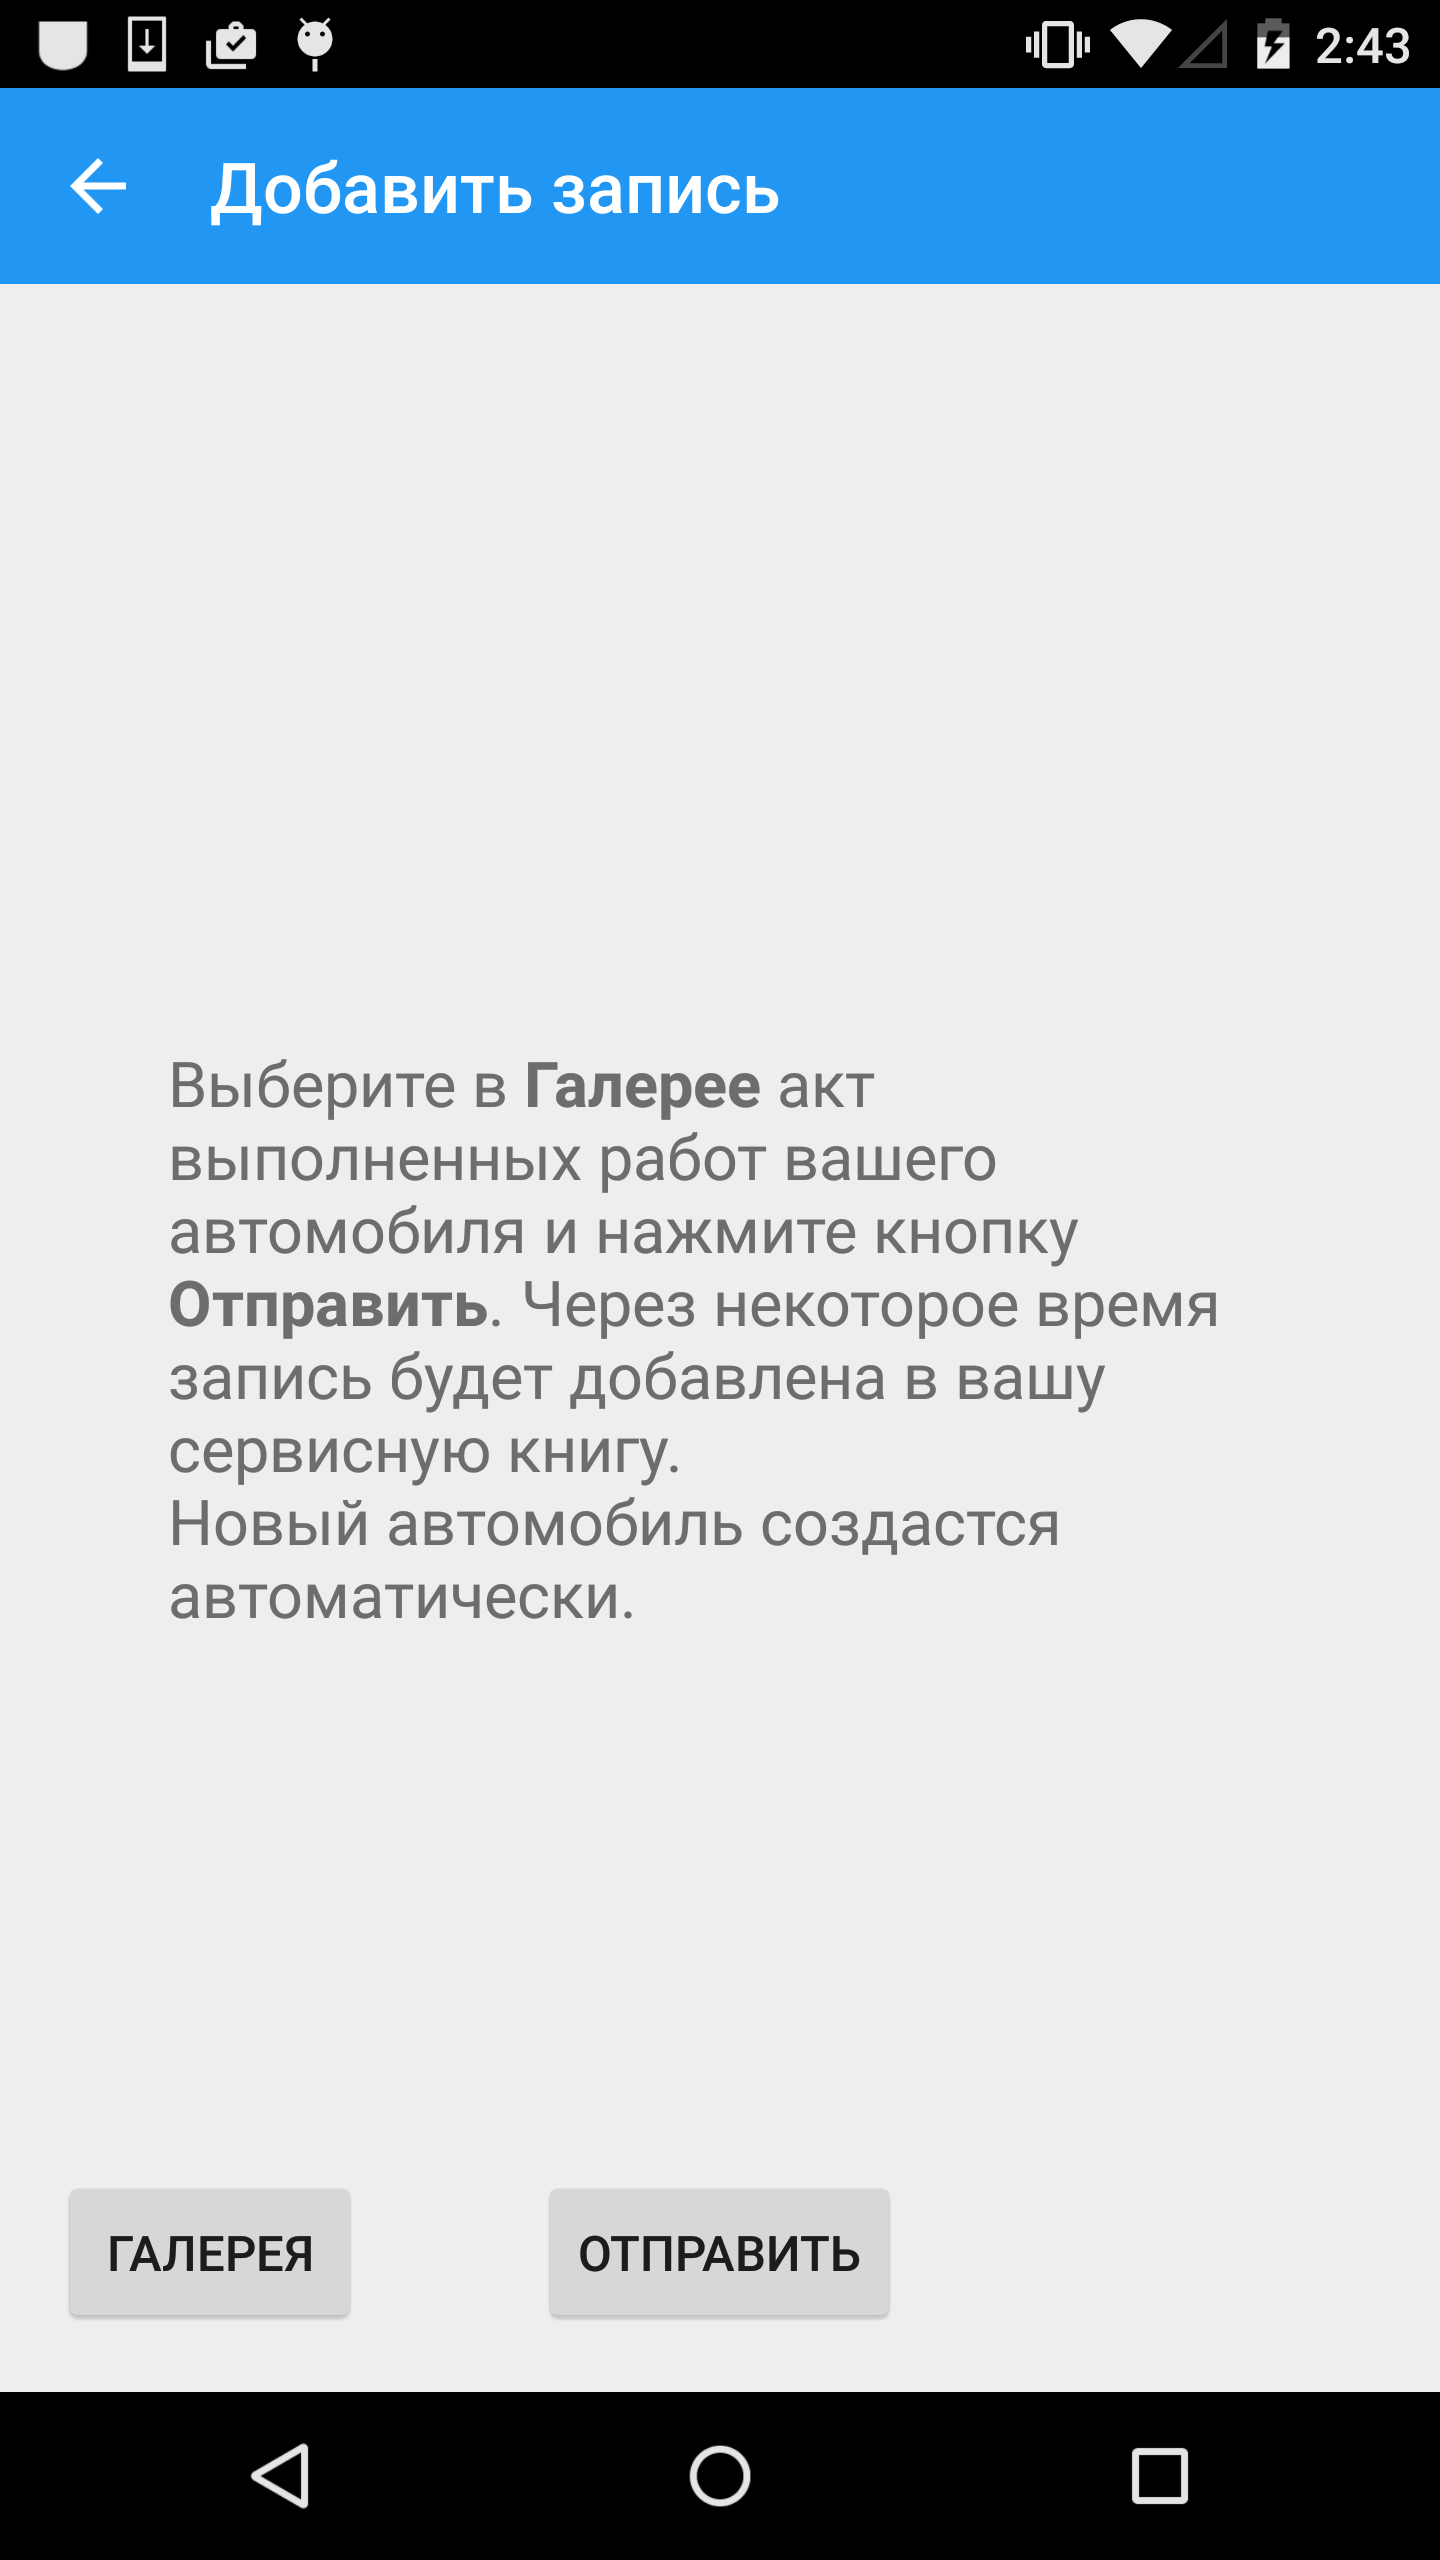 2:43
Добавить запись
Выберите в Галерее акт
выполненных работ вашего
автомобиля и нажмите кнопку
Отправить. Через некоторое время
запись будет добавлена в вашу
сервисную книгу.
Новый автомобиль создастся
автоматически.
ГАЛЕРЕЯ
ОТПРАВИТЬ